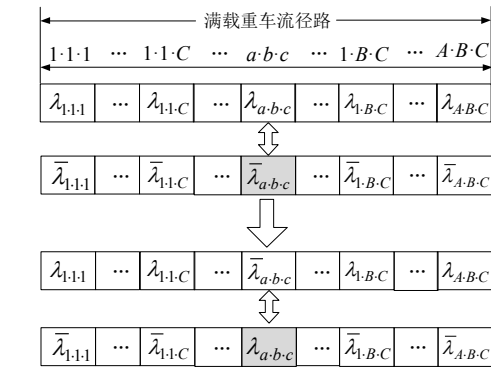 满载重车流径路
1·1·1 ··· 1·1·C ··· a·b·c ··· 1·B·C ··· A·B·C
λ1·1·1 ··· λ1·1·C ··· λa·b·c ··· λ1·B·C ··· λA·B·C
λ̅1·1·1 ··· λ̅1·1·C ··· λ̅a·b·c ··· λ̅1·B·C ··· λ̅A·B·C
λ1·1·1 ··· λ1·1·C ··· λ̅a·b·c ··· λ1·B·C ··· λA·B·C
λ̅1·1·1 ··· λ̅1·1·C ··· λa·b·c ··· λ̅1·B·C ··· λ̅A·B·C